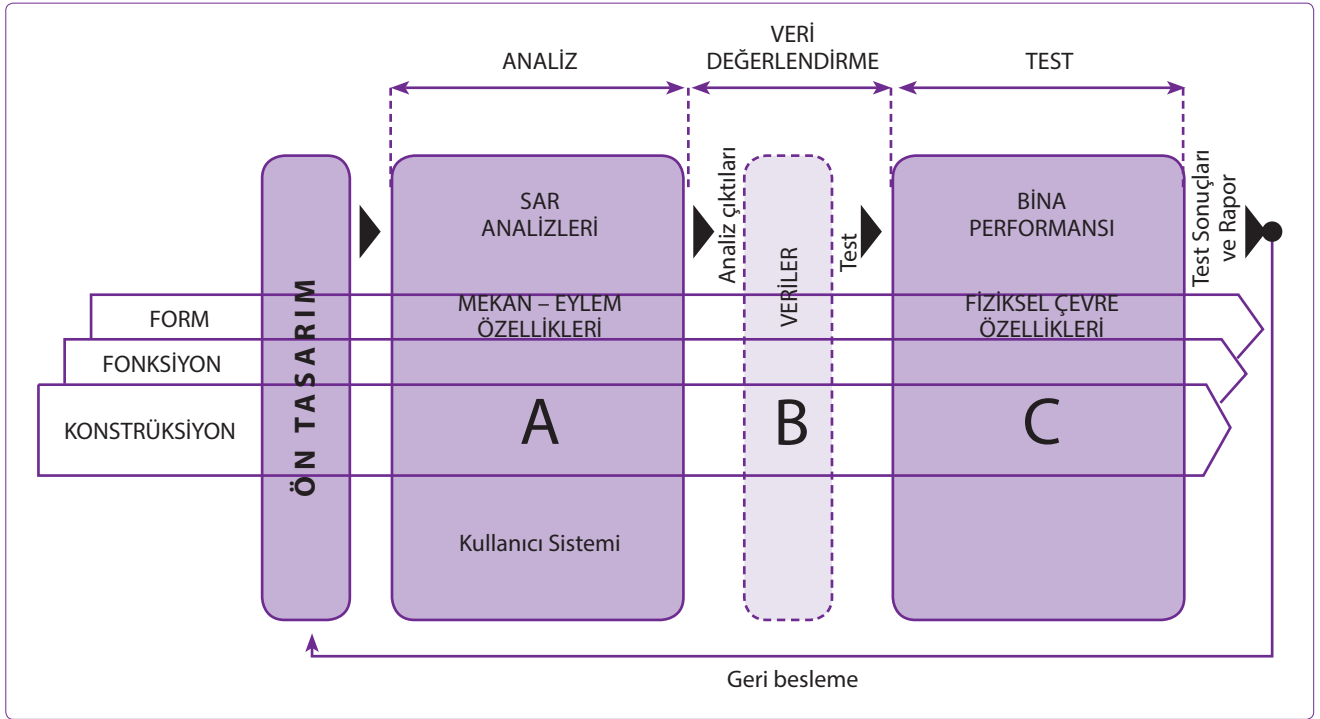 ANALİZ
VERİ
DEĞERLENDİRME
TEST
ÖN TASARIM
SAR
ANALİZLERİ
MEKAN – EYLEM
ÖZELLİKLERİ
A
Kullanıcı Sistemi
Analiz çıktıları
VERİLER
B
Test
BİNA
PERFORMANSI
FİZİKSEL ÇEVRE
ÖZELLİKLERİ
C
Test Sonuçları
ve Rapor
FORM
FONKSİYON
KONSTRÜKSİYON
Geri besleme